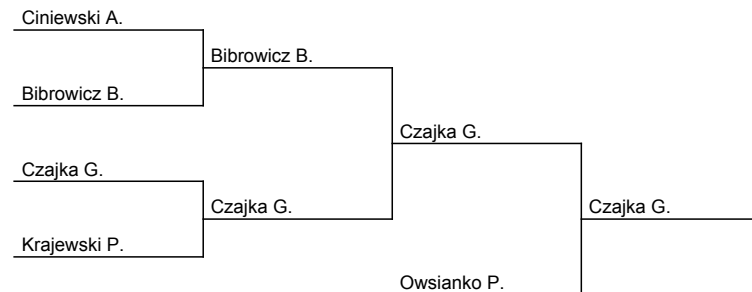 Ciniewski A.
Bibrowicz B.
Bibrowicz B.
Czajka G.
Czajka G.
Czajka G.
Czajka G.
Krajewski P.
Owsianko P.